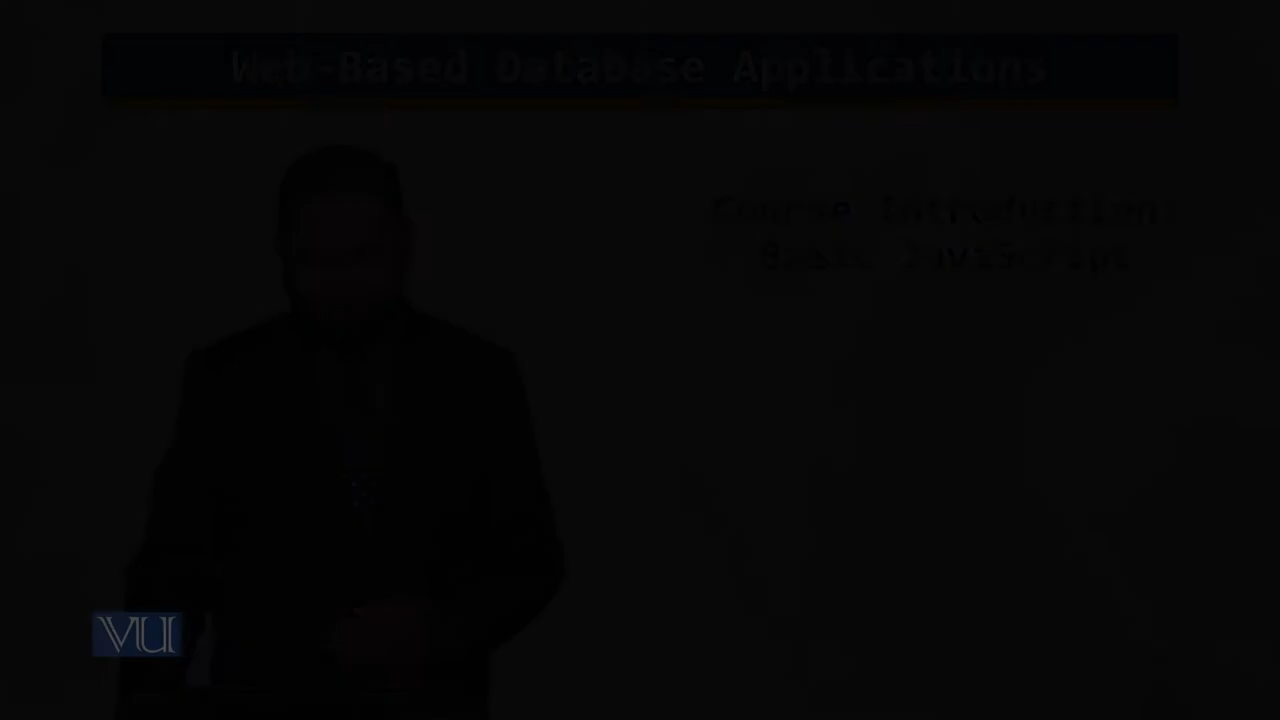 Web-Based Database Applications
Course Introduction
Basic JavaScript
VU